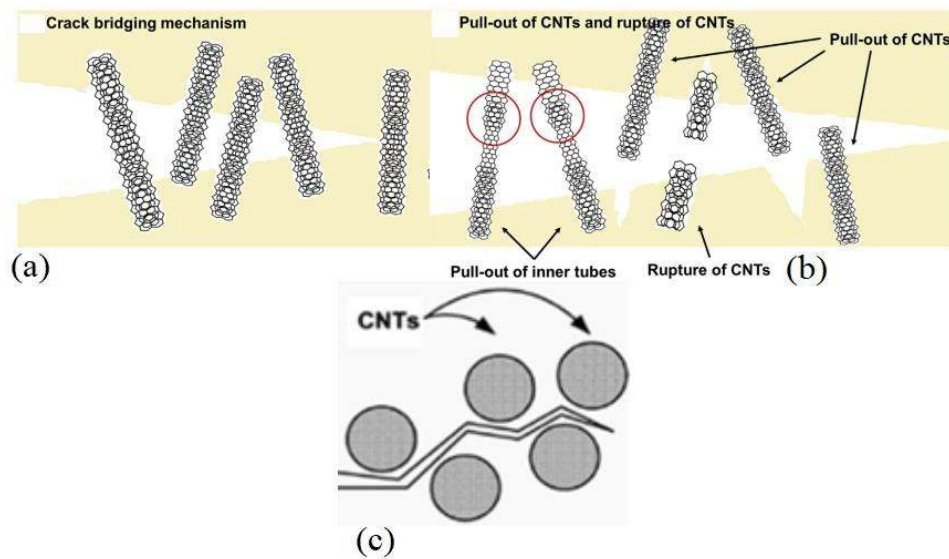 Crack bridging mechanism
Pull-out of CNTs and rupture of CNTs
Pull-out of CNTs
(a)
Pull-out of inner tubes
Rupture of CNTs
(b)
CNTs
(c)